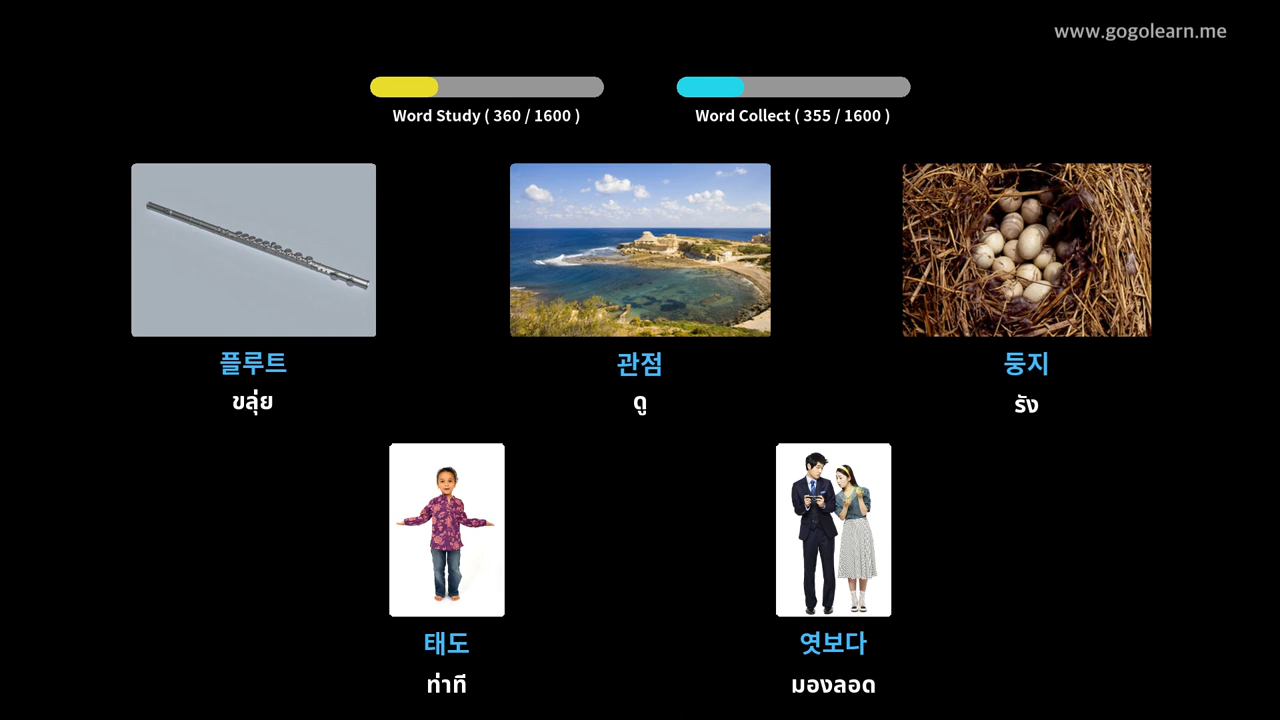 www.gogolearn.me
Word Study ( 360 / 1600 )
Word Collect ( 355 / 1600 )
플루트
ขลุ่ย
관점
ดู
둥지
รัง
태도
ท่าที
엿보다
มองลอด